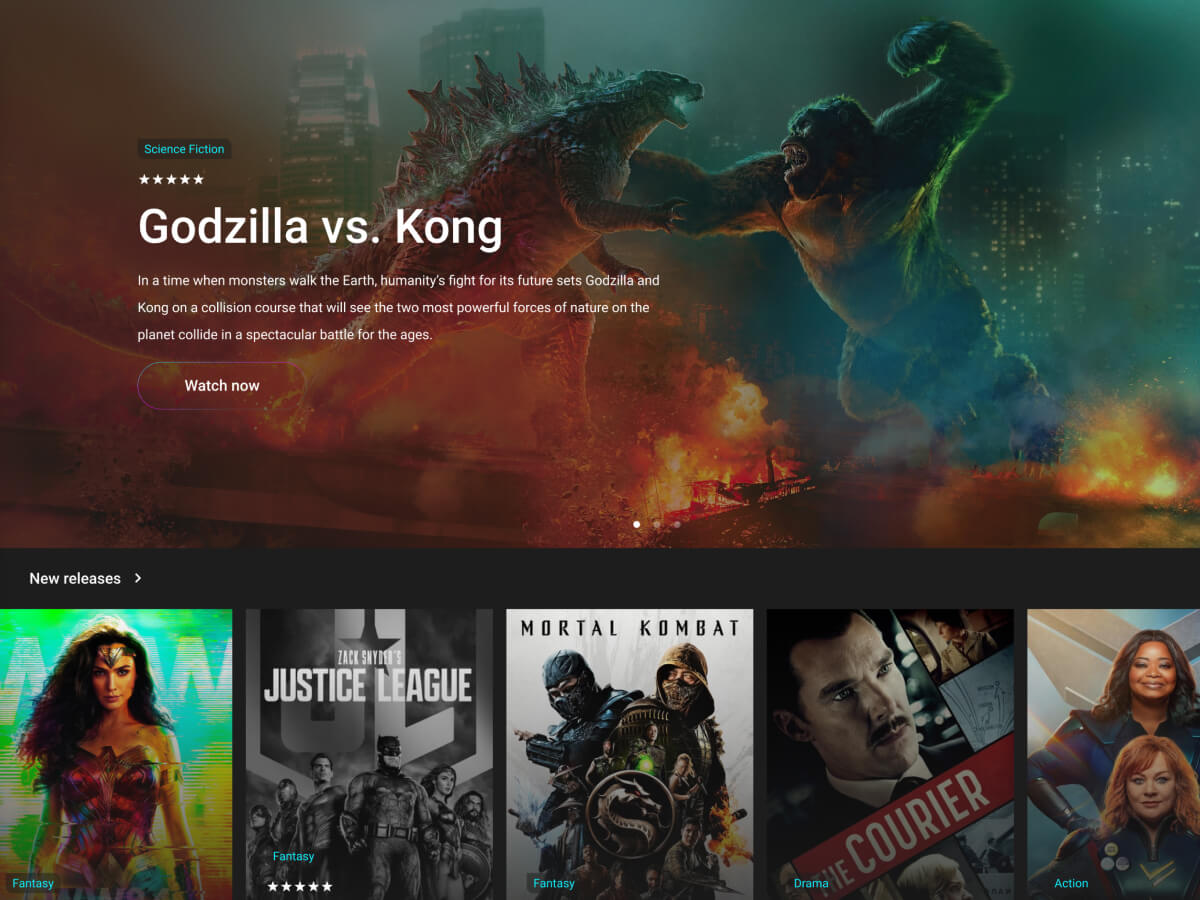 Science Fiction
Godzilla vs. Kong
In a time when monsters walk the Earth, humanity's fight for its future sets Godzilla and
Kong on a collision course that will see the two most powerful forces of nature on the
planet collide in a spectacular battle for the ages.
Watch now
New releases
MORTAL KOMBAT
ZACK SNYDER'S
JUSTICE LEAGUE
JL
THE COURIER
Fantasy
Fantasy
Fantasy
Drama
Action